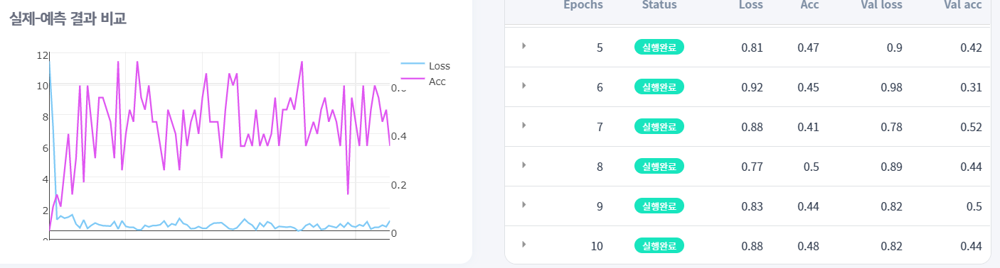 실제-예측 결과 비교
12
10
8
6
4
2
0.4
0.2
0
Loss
Acc
Epochs Status Loss Acc Val loss Val acc
5 실행완료 0.81 0.47 0.9 0.42
6 실행완료 0.92 0.45 0.98 0.31
7 실행완료 0.88 0.41 0.78 0.52
8 실행완료 0.77 0.5 0.89 0.44
9 실행완료 0.83 0.44 0.82 0.5
10 실행완료 0.88 0.48 0.82 0.44